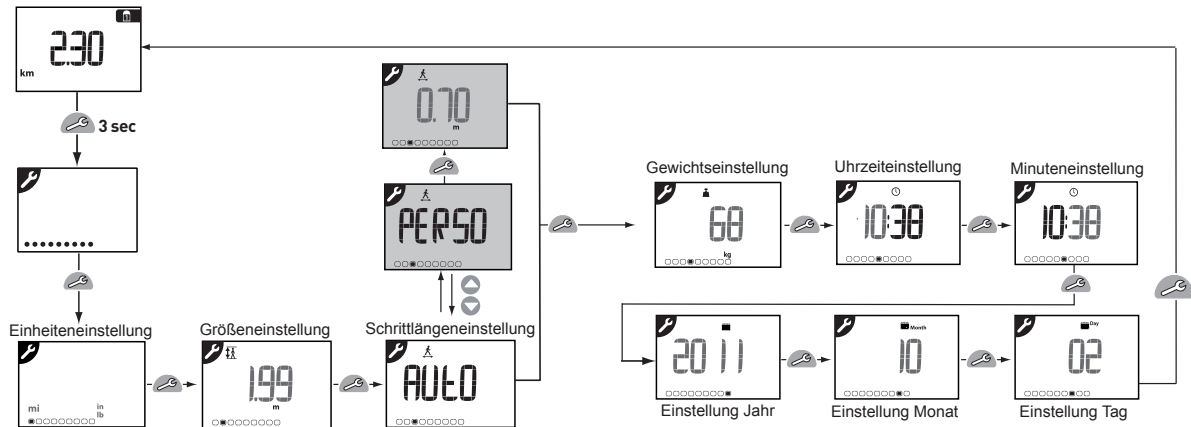 2.30
km
3 sec
Einheiteneinstellung
mi
in
lb
Größeneinstellung
1.99
m
Schrittlängeneinstellung
AUtO
PERSO
0.70
m
Gewichtseinstellung
68
kg
Uhrzeiteinstellung
10:38
Minuteneinstellung
10:38
2011
Einstellung Jahr
Month
10
Einstellung Monat
Day
02
Einstellung Tag